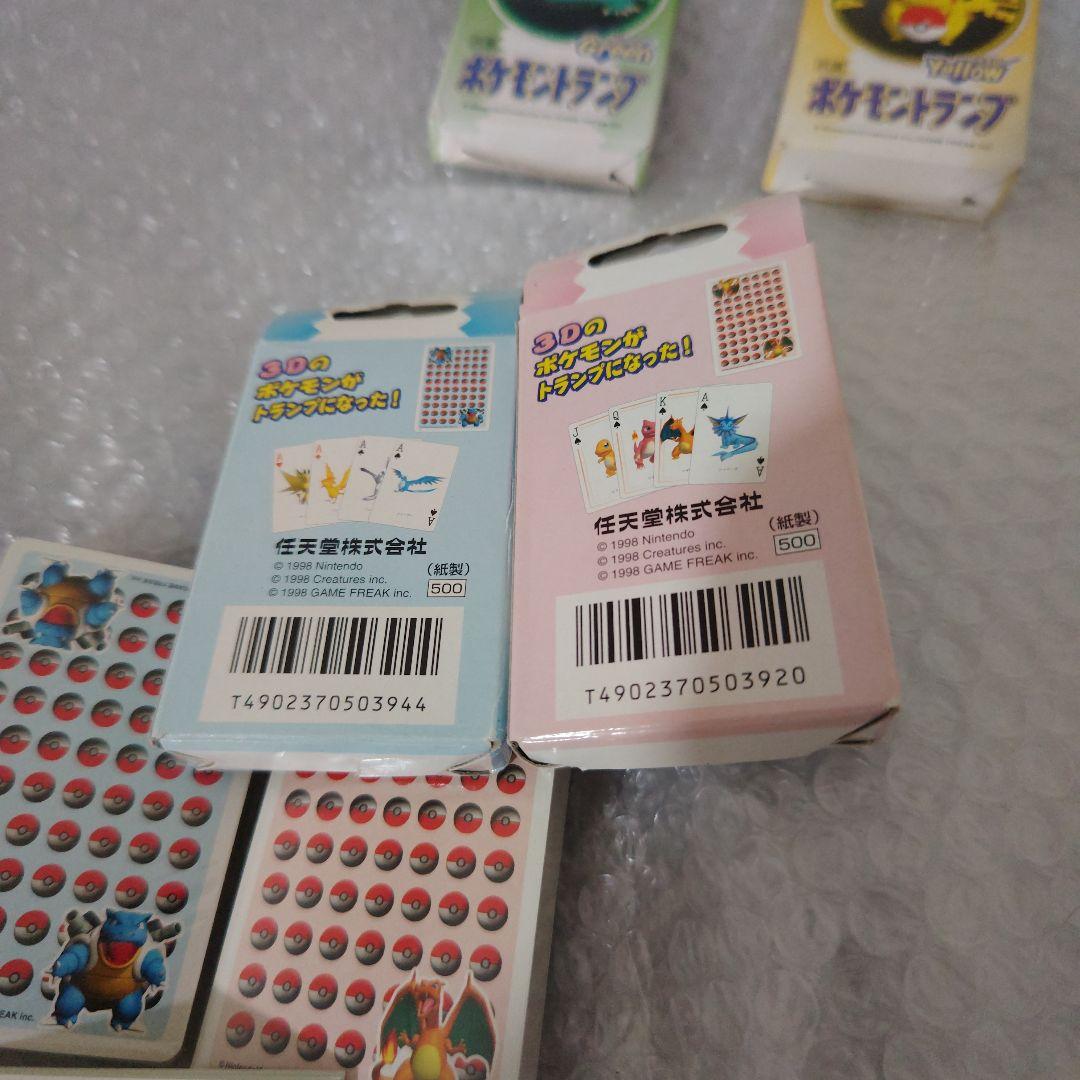 Green
ポケモントランプ
Yellow
ポケモントランプ
3Dの
ポケモンが
トランプになった!
A
A
A
A
A
任天堂株式会社
© 1998 Nintendo
© 1998 Creatures inc.
© 1998 GAME FREAK inc.
(紙製)
500
T4902370503944
3Dの
ポケモンが
トランプになった!
J
Q
K
A
A
任天堂株式会社
© 1998 Nintendo
© 1998 Creatures inc.
© 1998 GAME FREAK inc.
(紙製)
500
T4902370503920
EAK inc.